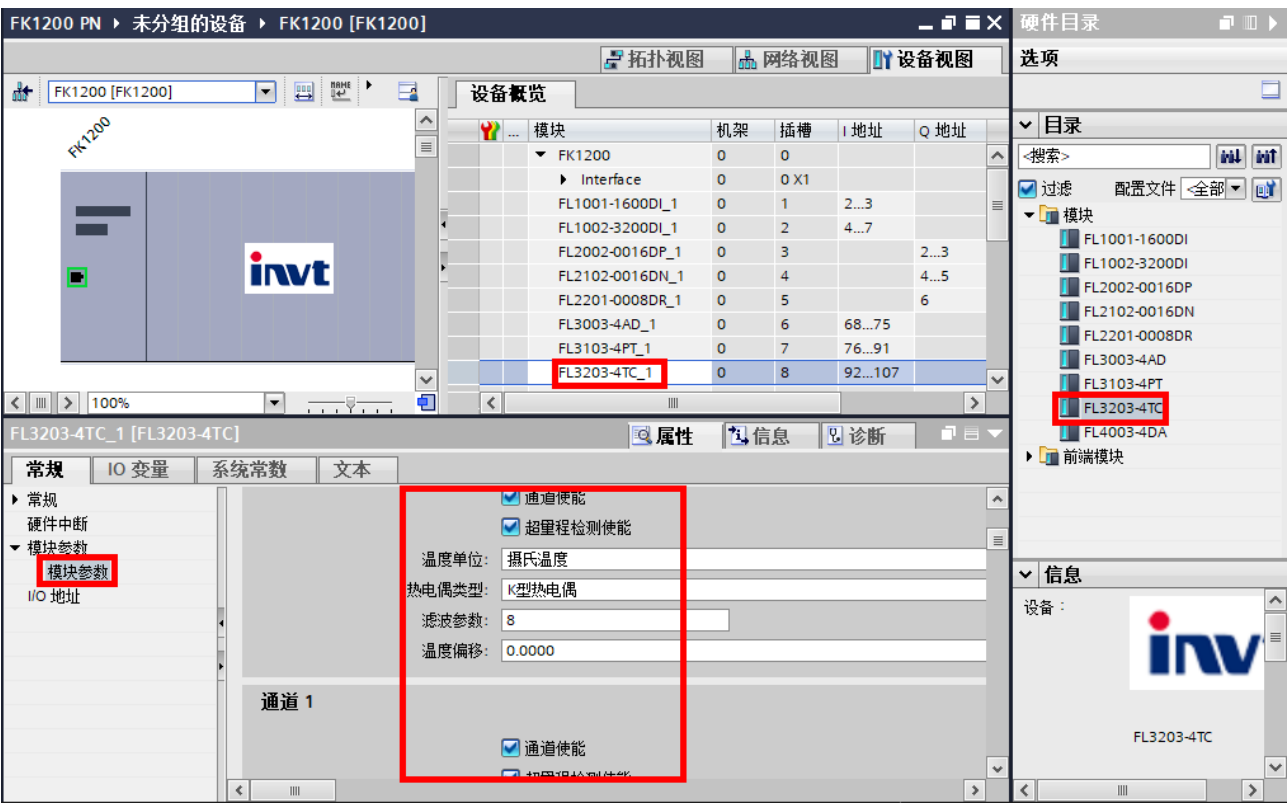 FK1200 PN ▸ 未分组的设备 ▸ FK1200 [FK1200]
拓扑视图 网络视图 设备视图
FK1200 [FK1200]
FK1200
invt
100%
设备概览
... 模块 机架 插槽 I 地址 Q 地址
FK1200 0 0
Interface 0 0 X1
FL1001-1600DI_1 0 1 2...3
FL1002-3200DI_1 0 2 4...7
FL2002-0016DP_1 0 3 2...3
FL2102-0016DN_1 0 4 4...5
FL2201-0008DR_1 0 5 6
FL3003-4AD_1 0 6 68...75
FL3103-4PT_1 0 7 76...91
FL3203-4TC_1 0 8 92...107
FL3203-4TC_1 [FL3203-4TC]
属性 信息 诊断
常规 IO 变量 系统常数 文本
常规
硬件中断
模块参数
模块参数
I/O 地址
通道使能
超量程检测使能
温度单位: 摄氏温度
热电偶类型: K型热电偶
滤波参数: 8
温度偏移: 0.0000
通道 1
通道使能
超量程检测使能
硬件目录
选项
目录
<搜索>
过滤 配置文件 <全部
模块
FL1001-1600DI
FL1002-3200DI
FL2002-0016DP
FL2102-0016DN
FL2201-0008DR
FL3003-4AD
FL3103-4PT
FL3203-4TC
FL4003-4DA
前端模块
信息
设备：
inv
FL3203-4TC